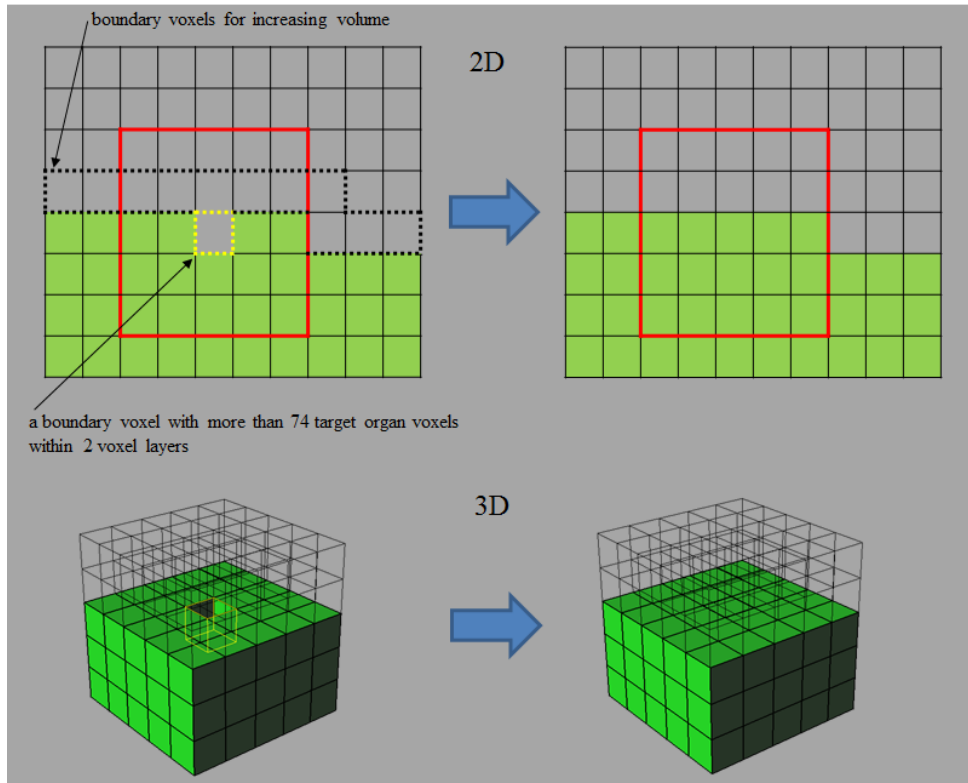 boundary voxels for increasing volume
2D
a boundary voxel with more than 74 target organ voxels
within 2 voxel layers
3D